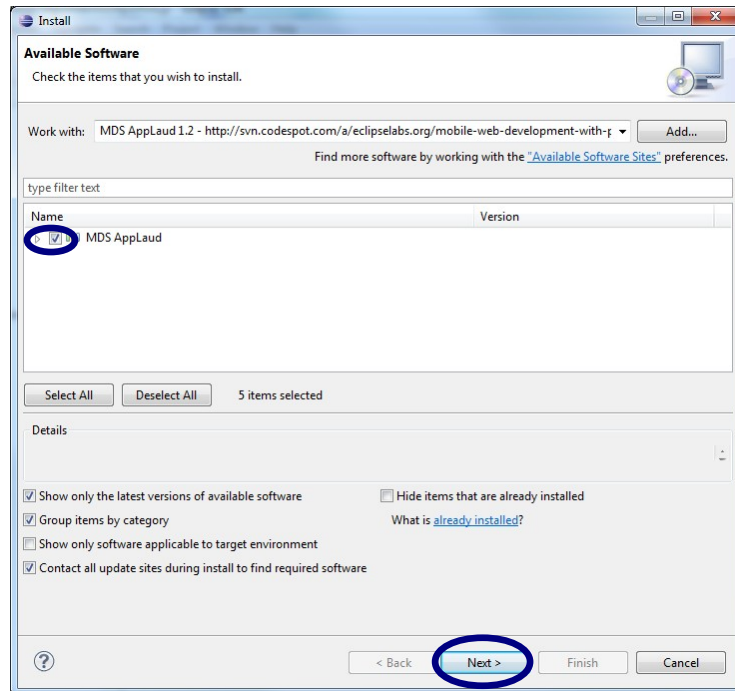 Install
Available Software
Check the items that you wish to install.
Work with: MDS AppLaud 1.2 - http://svn.codespot.com/a/eclipselabs.org/mobile-web-development-with-p Add...
Find more software by working with the "Available Software Sites" preferences.
type filter text
Name Version
MDS AppLaud
Select All Deselect All 5 items selected
Details
Show only the latest versions of available software Hide items that are already installed
Group items by category What is already installed?
Show only software applicable to target environment
Contact all update sites during install to find required software
? < Back Next > Finish Cancel